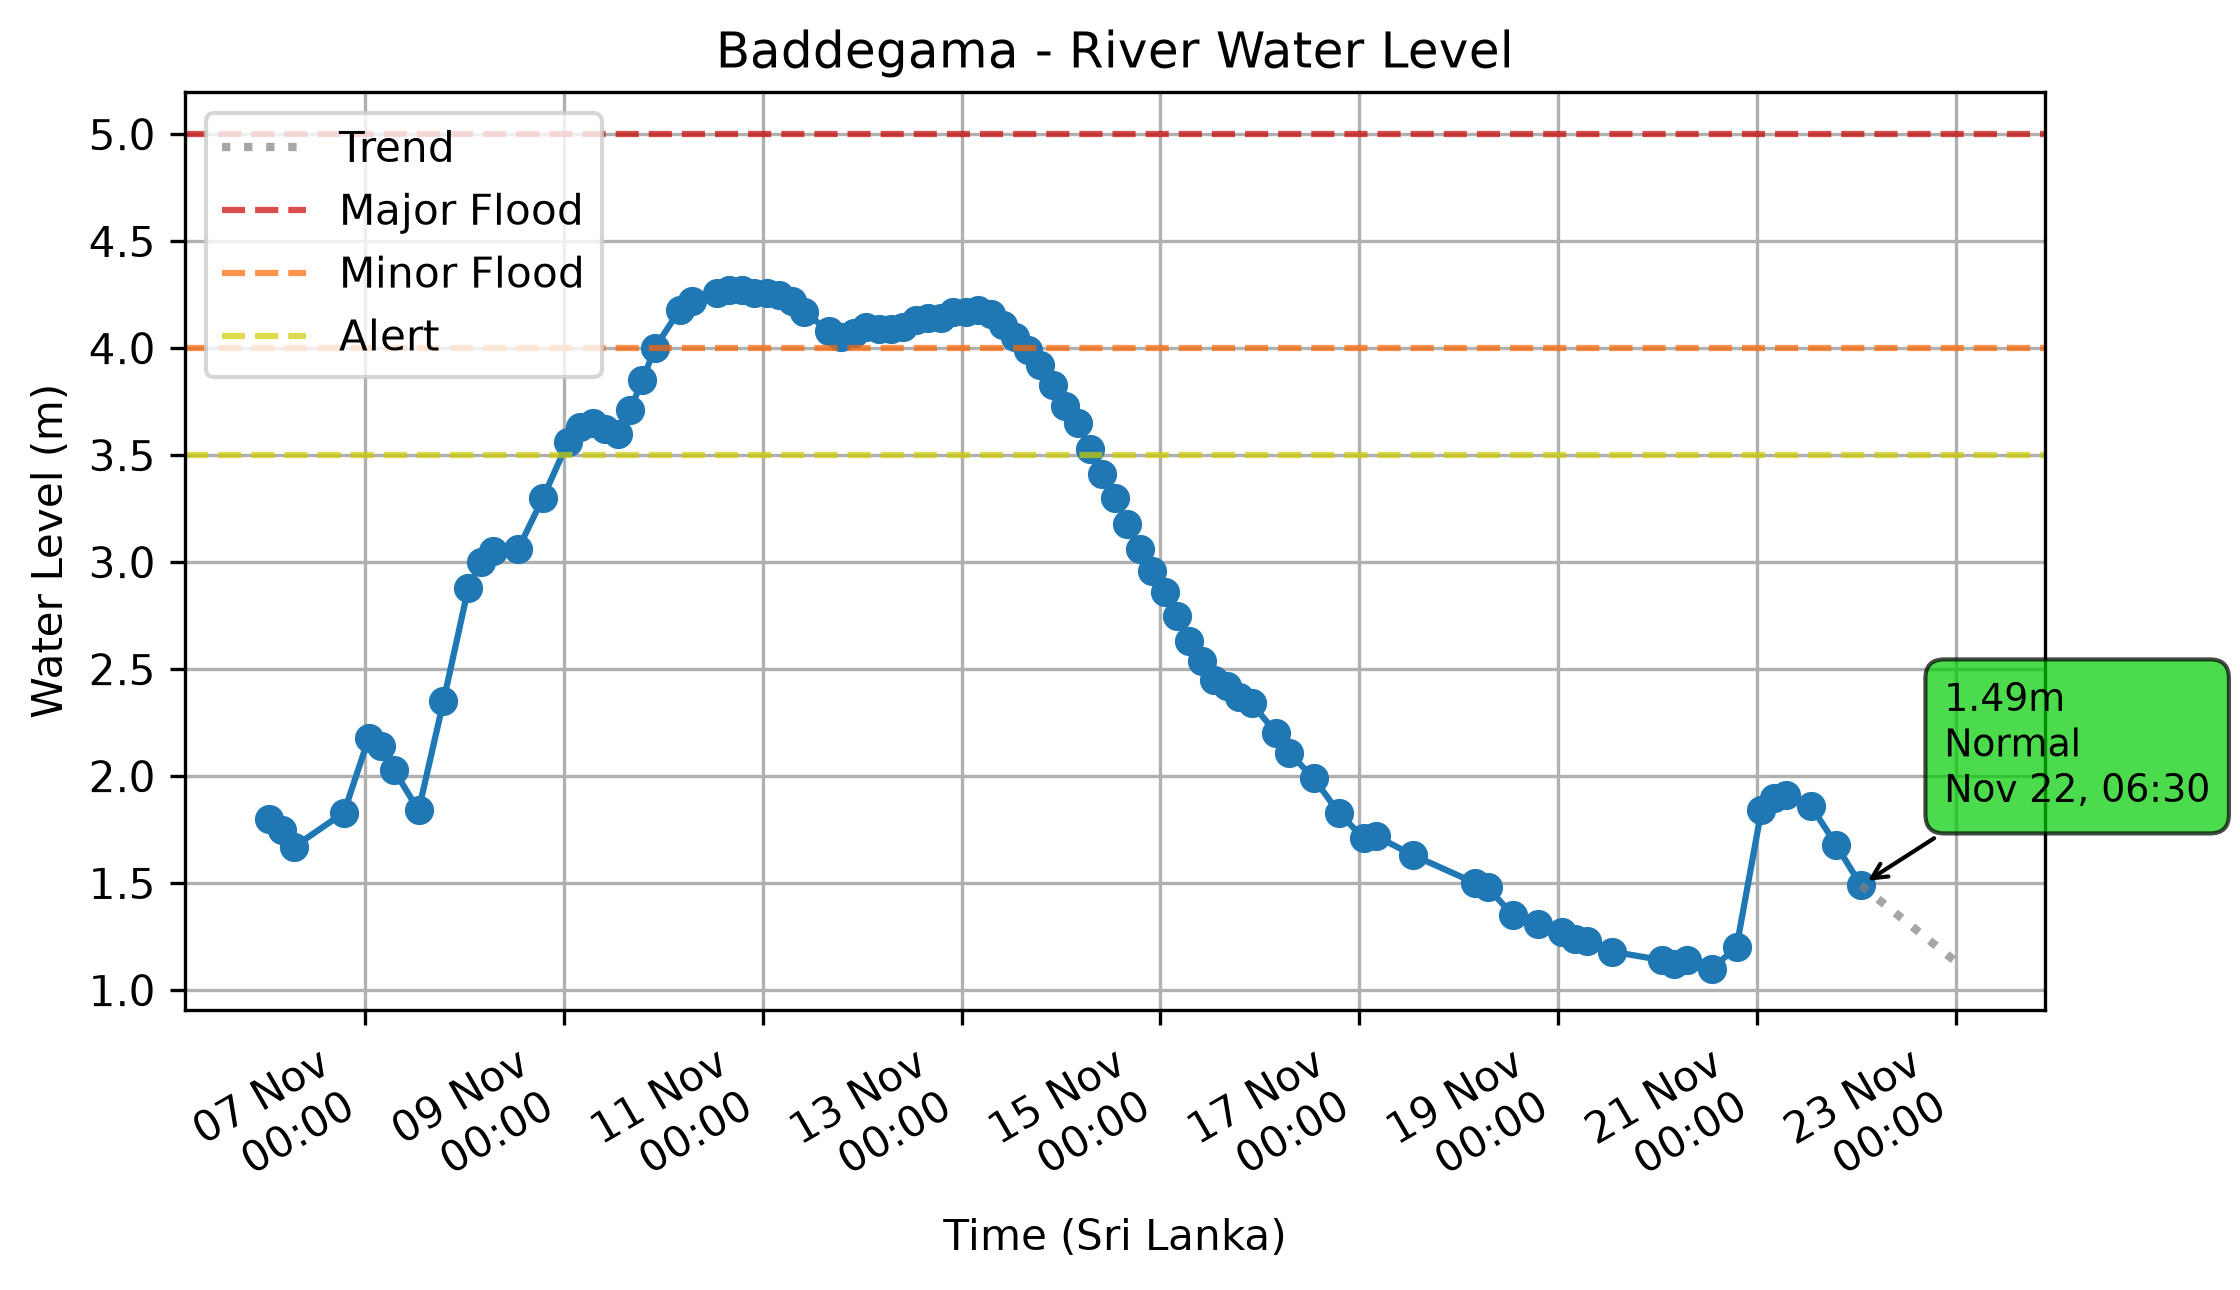 Baddegama - River Water Level
Trend
Major Flood
Minor Flood
Alert
5.0
4.5
4.0
3.5
3.0
2.5
2.0
1.5
1.0
Water Level (m)
1.49m
Normal
Nov 22, 06:30
07 Nov
00:00
09 Nov
00:00
11 Nov
00:00
13 Nov
00:00
15 Nov
00:00
17 Nov
00:00
19 Nov
00:00
21 Nov
00:00
23 Nov
00:00
Time (Sri Lanka)